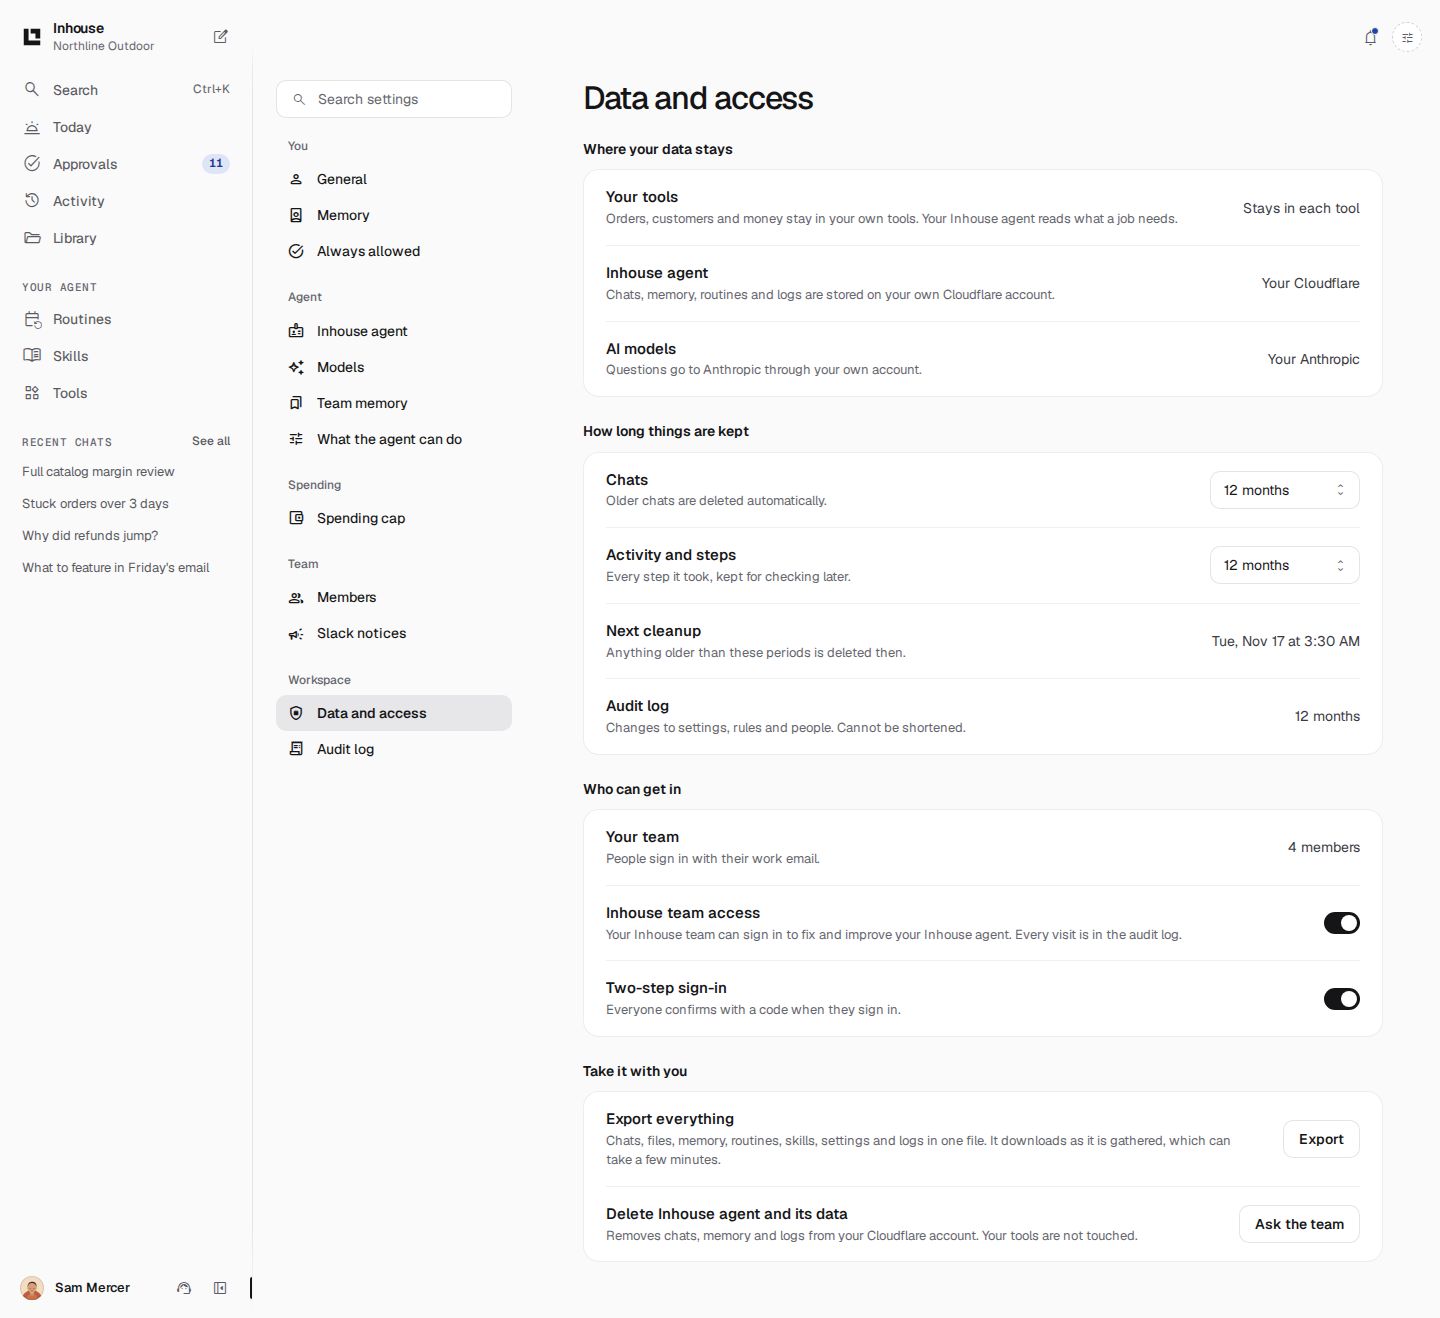 Inhouse
Northline Outdoor
Search
Ctrl+K
Today
Approvals
11
Activity
Library
YOUR AGENT
Routines
Skills
Tools
RECENT CHATS
See all
Full catalog margin review
Stuck orders over 3 days
Why did refunds jump?
What to feature in Friday's email
Sam Mercer
Search settings
You
General
Memory
Always allowed
Agent
Inhouse agent
Models
Team memory
What the agent can do
Spending
Spending cap
Team
Members
Slack notices
Workspace
Data and access
Audit log
Data and access
Where your data stays
Your tools
Orders, customers and money stay in your own tools. Your Inhouse agent reads what a job needs.
Stays in each tool
Inhouse agent
Chats, memory, routines and logs are stored on your own Cloudflare account.
Your Cloudflare
AI models
Questions go to Anthropic through your own account.
Your Anthropic
How long things are kept
Chats
Older chats are deleted automatically.
12 months
Activity and steps
Every step it took, kept for checking later.
12 months
Next cleanup
Anything older than these periods is deleted then.
Tue, Nov 17 at 3:30 AM
Audit log
Changes to settings, rules and people. Cannot be shortened.
12 months
Who can get in
Your team
People sign in with their work email.
4 members
Inhouse team access
Your Inhouse team can sign in to fix and improve your Inhouse agent. Every visit is in the audit log.
Two-step sign-in
Everyone confirms with a code when they sign in.
Take it with you
Export everything
Chats, files, memory, routines, skills, settings and logs in one file. It downloads as it is gathered, which can
take a few minutes.
Export
Delete Inhouse agent and its data
Removes chats, memory and logs from your Cloudflare account. Your tools are not touched.
Ask the team